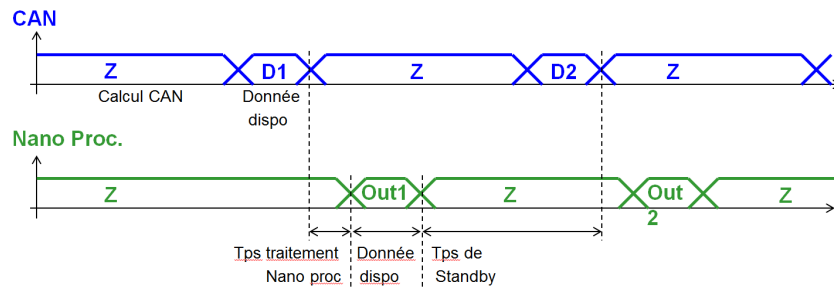 CAN
Z D1 Z D2 Z
Calcul CAN Donnée
dispo
Nano Proc.
Z Out1 Z Out Z
2
Tps traitement Donnée Tps de
Nano proc dispo Standby